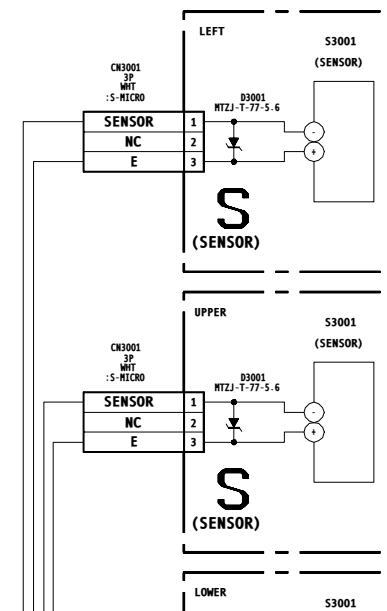 LEFT
S3001
(SENSOR)
CN3001
3P
WHT
:S-MICRO
D3001
MTZJ-T-77-5.6
SENSOR 1
NC 2
E 3
-
+
S
(SENSOR)
UPPER
S3001
(SENSOR)
CN3001
3P
WHT
:S-MICRO
D3001
MTZJ-T-77-5.6
SENSOR 1
NC 2
E 3
-
+
S
(SENSOR)
LOWER
S3001